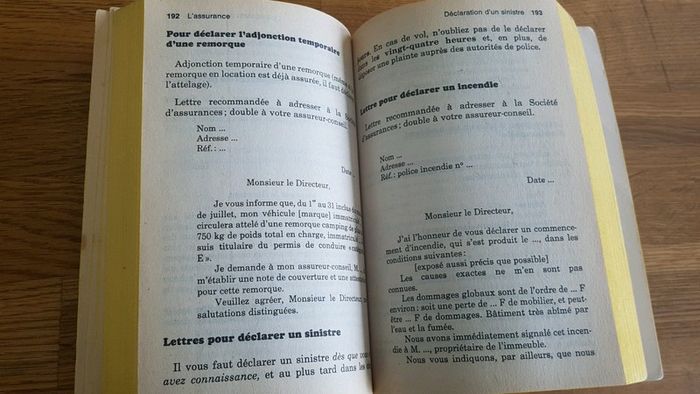 192 L'assurance
Pour déclarer l'adjonction temporaire
d'une remorque
Adjonction temporaire d'une remorque (même si
remorque en location est déjà assurée, il faut
l'attelage).
Lettre recommandée à adresser à la Société
d'assurances ; double à votre assureur-conseil.
Nom ...
Adresse ...
Réf. : ...
Date ...
Monsieur le Directeur,
Je vous informe que, du 1er au 31 inclus
de juillet, mon véhicule [marque]
circulera attelé d'une remorque camping de
750 kg de poids total en charge,
suis titulaire du permis de conduire
E ».
Je demande à mon assureur-conseil, M.
m'établir une note de couverture et une
pour cette remorque.
Veuillez agréer, Monsieur le Directeur,
salutations distinguées.
Lettres pour déclarer un sinistre
Il vous faut déclarer un sinistre dès que
avez connaissance, et au plus tard dans les
Déclaration d'un sinistre 193
jours. En cas de vol, n'oubliez pas de le déclarer
dans les vingt-quatre heures et, en plus, de
déposer une plainte auprès des autorités de police.
Lettre pour déclarer un incendie
Lettre recommandée à adresser à la Société
d'assurances ; double à votre assureur-conseil.
Nom ...
Adresse ...
Réf. : police incendie n° ...
Date ...
Monsieur le Directeur,
J'ai l'honneur de vous déclarer un commence-
ment d'incendie, qui s'est produit le ..., dans les
conditions suivantes :
[exposé aussi précis que possible]
Les causes exactes ne m'en sont pas
connues.
Les dommages globaux sont de l'ordre de ... F
environ : soit une perte de ... F de mobilier, et peut-
être ... F de dommages. Bâtiment très abîmé par
l'eau et la fumée.
Nous avons immédiatement signalé cet incen-
die à M. ..., propriétaire de l'immeuble.
Nous vous indiquons, par ailleurs, que nous